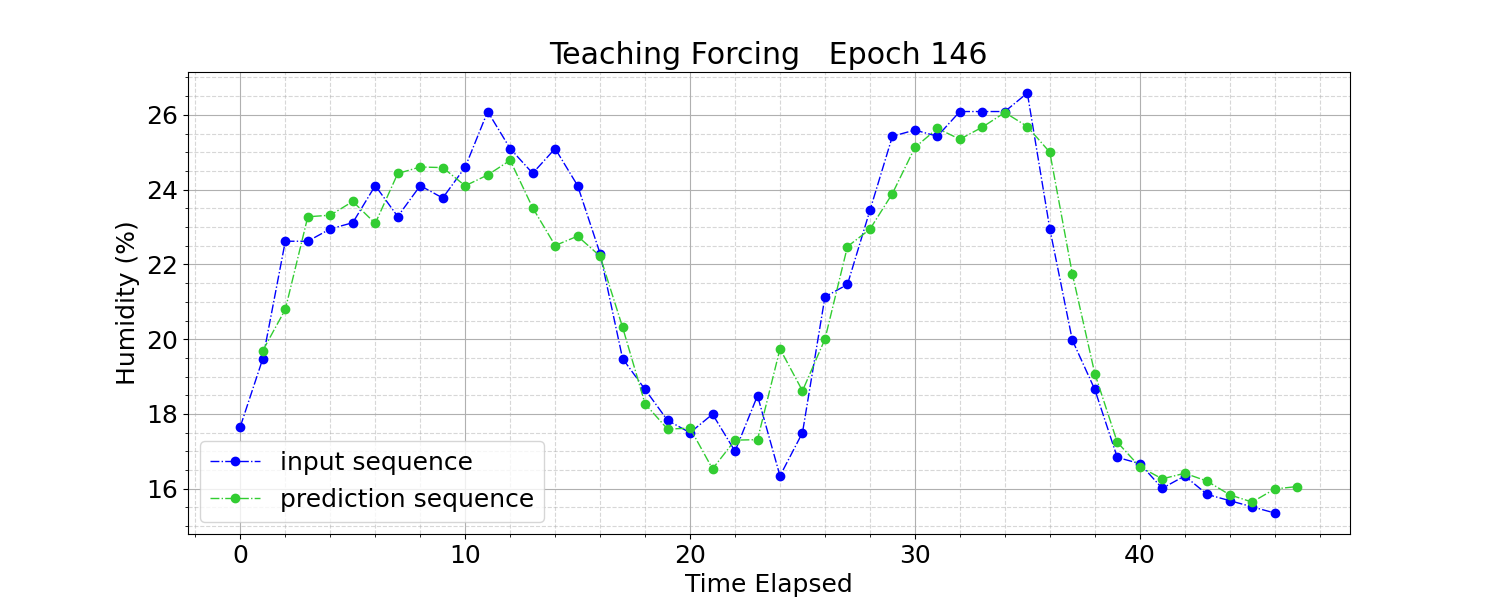 Teaching Forcing   Epoch 146
Humidity (%)
26
24
22
20
18
16
input sequence
prediction sequence
0 10 20 30 40
Time Elapsed